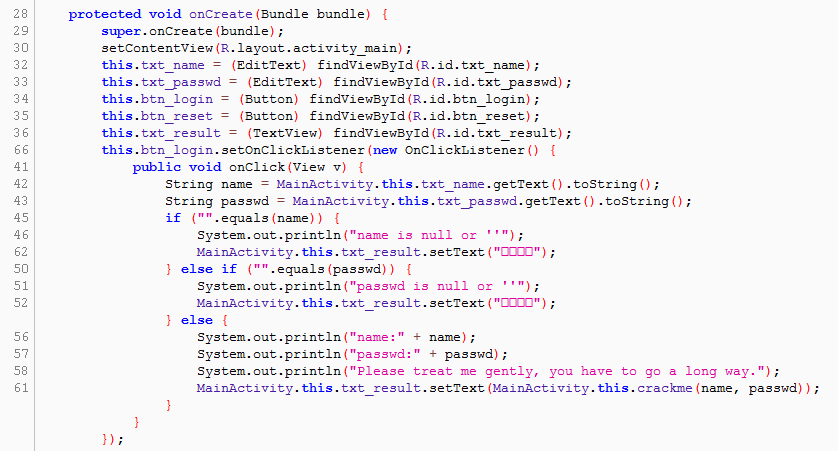 28 protected void onCreate(Bundle bundle) {
29 super.onCreate(bundle);
30 setContentView(R.layout.activity_main);
32 this.txt_name = (EditText) findViewById(R.id.txt_name);
33 this.txt_passwd = (EditText) findViewById(R.id.txt_passwd);
34 this.btn_login = (Button) findViewById(R.id.btn_login);
35 this.btn_reset = (Button) findViewById(R.id.btn_reset);
36 this.txt_result = (TextView) findViewById(R.id.txt_result);
66 this.btn_login.setOnClickListener(new OnClickListener() {
41 public void onClick(View v) {
42 String name = MainActivity.this.txt_name.getText().toString();
43 String passwd = MainActivity.this.txt_passwd.getText().toString();
45 if ("".equals(name)) {
46 System.out.println("name is null or ''");
62 MainActivity.this.txt_result.setText("□□□□");
50 } else if ("".equals(passwd)) {
51 System.out.println("passwd is null or ''");
52 MainActivity.this.txt_result.setText("□□□□");
} else {
56 System.out.println("name:" + name);
57 System.out.println("passwd:" + passwd);
58 System.out.println("Please treat me gently, you have to go a long way.");
61 MainActivity.this.txt_result.setText(MainActivity.this.crackme(name, passwd));
}
}
});